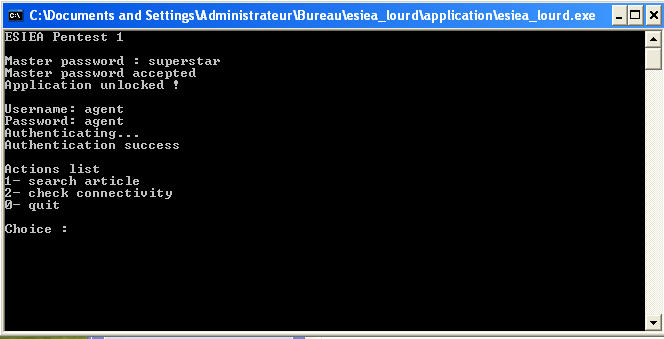 C:\Documents and Settings\Administrateur\Bureau\esiea_lourd\application\esiea_lourd.exe
ESIEA Pentest 1
Master password : superstar
Master password accepted
Application unlocked !
Username: agent
Password: agent
Authenticating...
Authentication success
Actions list
1- search article
2- check connectivity
0- quit
Choice :